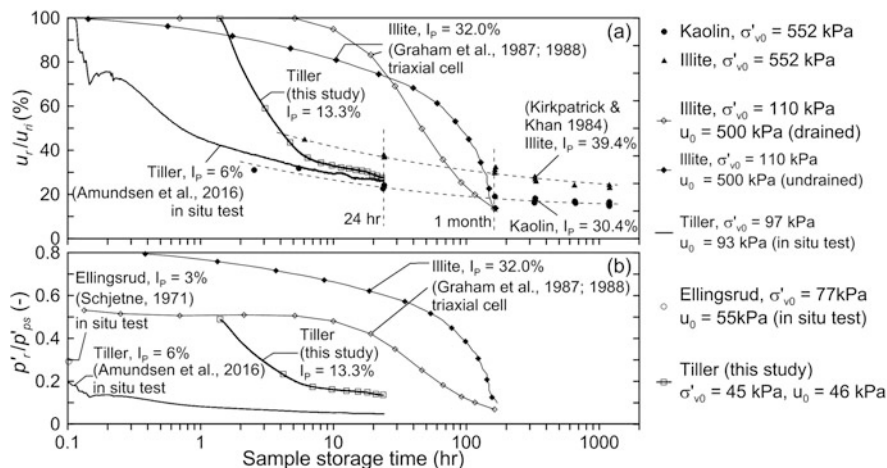 100
80
60
40
20
0
u_r/u_ri (%)
(a)
Illite, I_P = 32.0%
(Graham et al., 1987; 1988)
triaxial cell
Tiller
(this study)
I_P = 13.3%
(Kirkpatrick &
Khan 1984)
Illite, I_P = 39.4%
Tiller, I_P = 6%
(Amundsen et al., 2016)
in situ test
24 hr
1 month
Kaolin, I_P = 30.4%
0.8
0.6
0.4
0.2
0
p'_r/p'_ps (-)
(b)
Ellingsrud, I_P = 3%
(Schjetne, 1971)
in situ test
Illite, I_P = 32.0%
(Graham et al., 1987; 1988)
triaxial cell
Tiller, I_P = 6%
(Amundsen et al., 2016)
in situ test
Tiller
(this study)
I_P = 13.3%
0.1
1
10
100
1000
Sample storage time (hr)
Kaolin, σ'_v0 = 552 kPa
Illite, σ'_v0 = 552 kPa
Illite, σ'_v0 = 110 kPa
u_0 = 500 kPa (drained)
Illite, σ'_v0 = 110 kPa
u_0 = 500 kPa (undrained)
Tiller, σ'_v0 = 97 kPa
u_0 = 93 kPa (in situ test)
Ellingsrud, σ'_v0 = 77kPa
u_0 = 55kPa (in situ test)
Tiller (this study)
σ'_v0 = 45 kPa, u_0 = 46 kPa